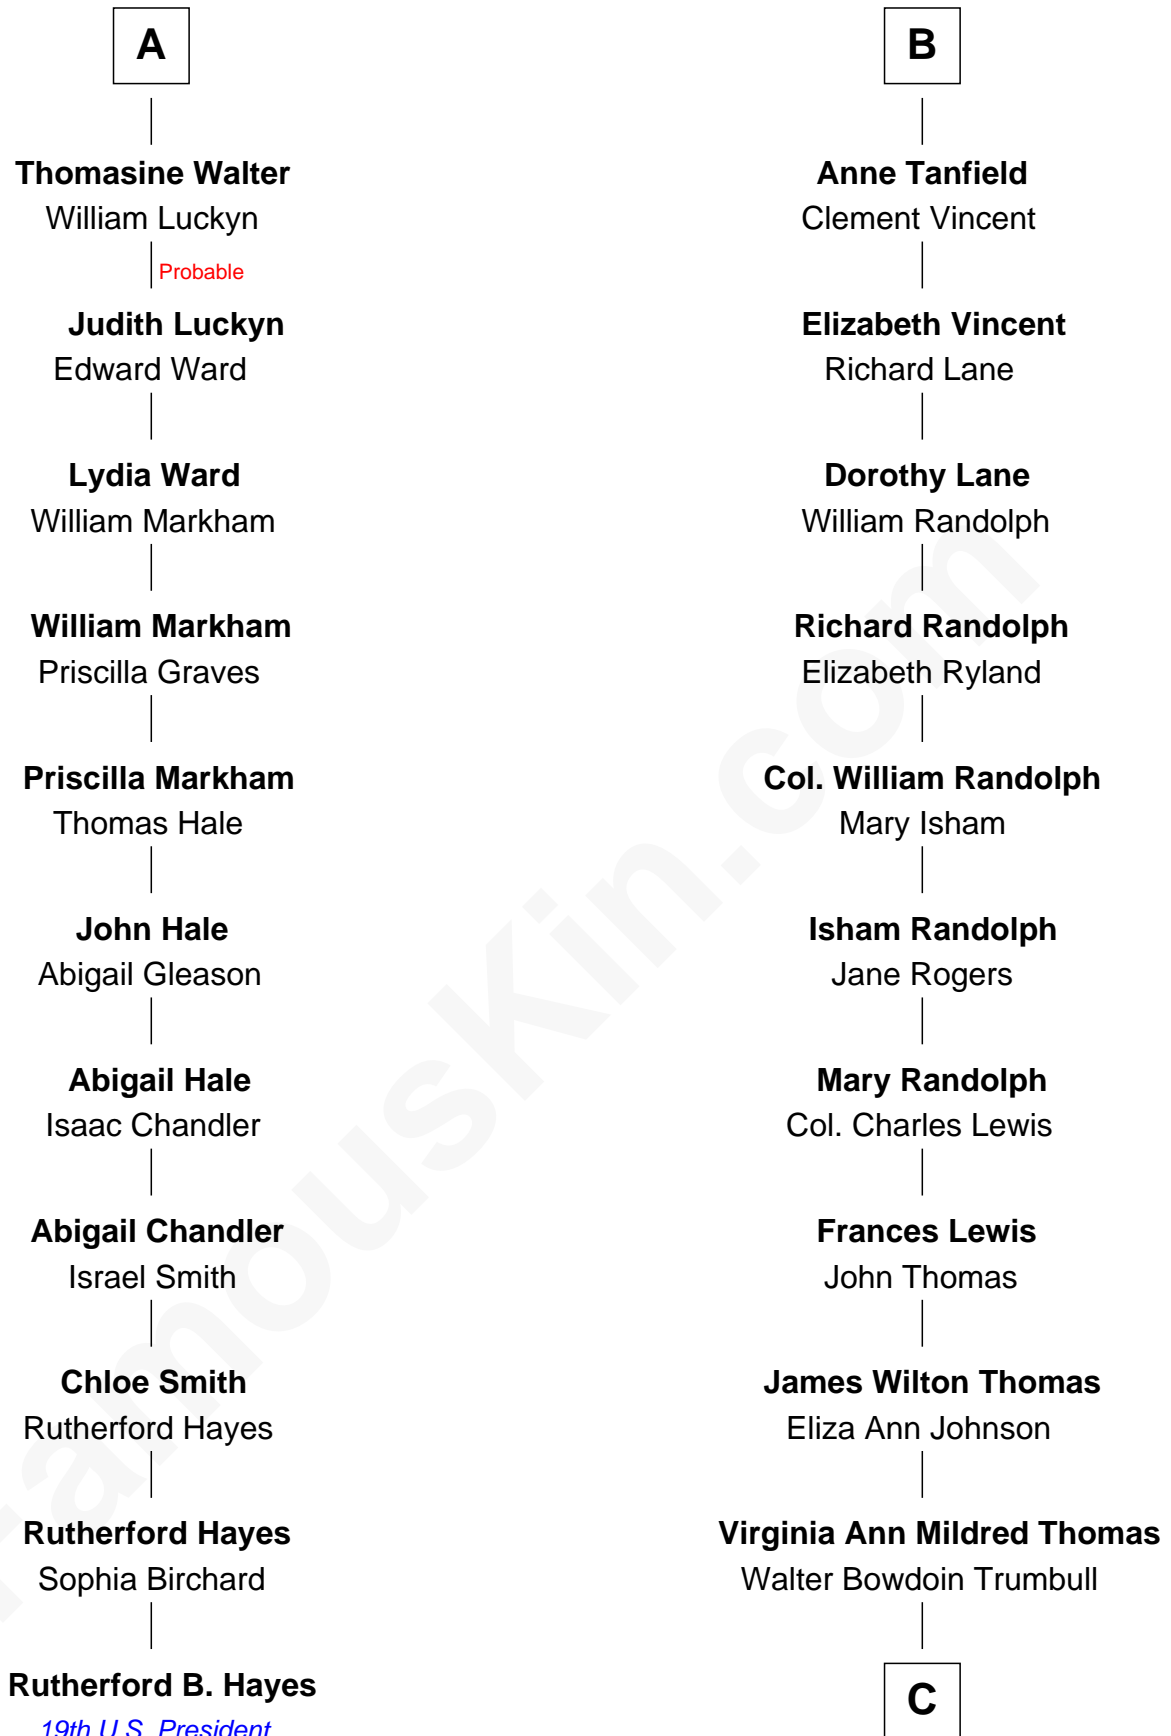 A
Thomasine Walter
William Luckyn
Probable
Judith Luckyn
Edward Ward
Lydia Ward
William Markham
William Markham
Priscilla Graves
Priscilla Markham
Thomas Hale
John Hale
Abigail Gleason
Abigail Hale
Isaac Chandler
Abigail Chandler
Israel Smith
Chloe Smith
Rutherford Hayes
Rutherford Hayes
Sophia Birchard
Rutherford B. Hayes
19th U.S. President
B
Anne Tanfield
Clement Vincent
Elizabeth Vincent
Richard Lane
Dorothy Lane
William Randolph
Richard Randolph
Elizabeth Ryland
Col. William Randolph
Mary Isham
Isham Randolph
Jane Rogers
Mary Randolph
Col. Charles Lewis
Frances Lewis
John Thomas
James Wilton Thomas
Eliza Ann Johnson
Virginia Ann Mildred Thomas
Walter Bowdoin Trumbull
C
FamousKin.com